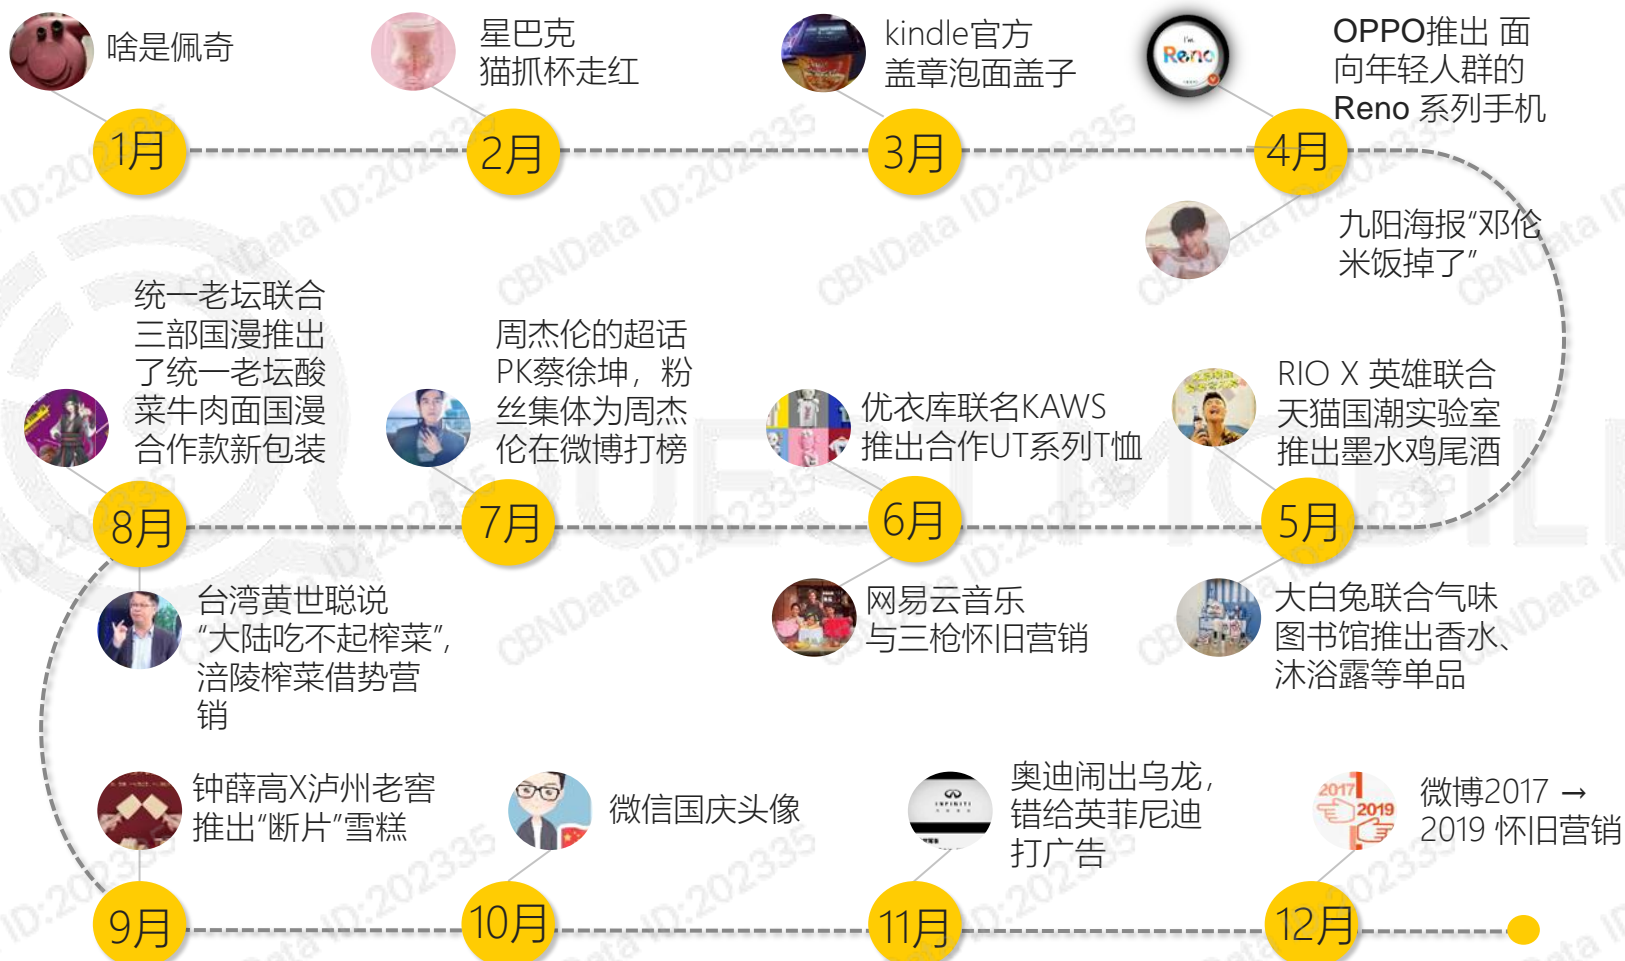 啥是佩奇
星巴克
猫抓杯走红
kindle官方
盖章泡面盖子
I'm
Reno
OPPO推出 面
向年轻人群的
Reno 系列手机
1月
2月
3月
4月
九阳海报“邓伦
米饭掉了”
统一老坛联合
三部国漫推出
了统一老坛酸
菜牛肉面国漫
合作款新包装
周杰伦的超话
PK蔡徐坤，粉
丝集体为周杰
伦在微博打榜
优衣库联名KAWS
推出合作UT系列T恤
RIO X 英雄联合
天猫国潮实验室
推出墨水鸡尾酒
8月
7月
6月
5月
台湾黄世聪说
“大陆吃不起榨菜”，
涪陵榨菜借势营
销
网易云音乐
与三枪怀旧营销
大白兔联合气味
图书馆推出香水、
沐浴露等单品
钟薛高X泸州老窖
推出“断片”雪糕
微信国庆头像
INFINITI
奥迪闹出乌龙，
错给英菲尼迪
打广告
2017
2019
微博2017 →
2019 怀旧营销
9月
10月
11月
12月
QUEST MOBILE
CBNData ID:202335